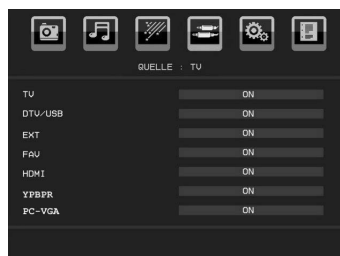 QUELLE : TV
TV ON
DTV/USB ON
EXT ON
FAV ON
HDMI ON
YPBPR ON
PC-VGA ON